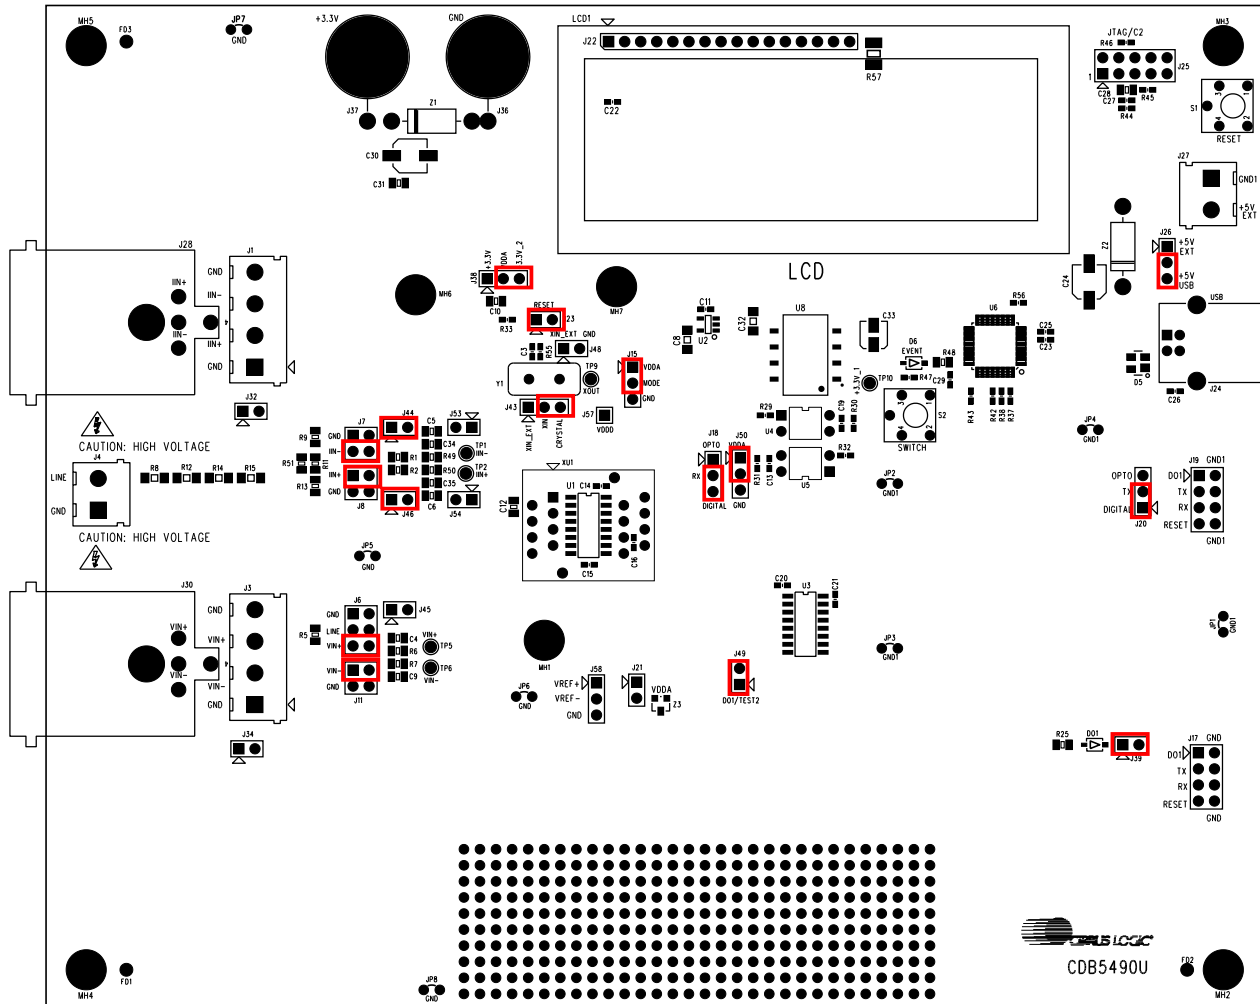 MH5
FD3
JP7
GND
+3.3V
GND
LCD1
J22
R57
C22
JTAG/C2
R46
J25
1
C28
C27
R45
R44
MH3
S1
3
1
4
2
RESET
J37
Z1
J36
C30
C31
J27
GND1
+5V
EXT
J26
+5V
EXT
+5V
USB
Z2
C24
LCD
J28
J1
GND
IIN+
IIN-
IIN-
IIN+
GND
MH6
J38
+3.3V
VDDA
3.3V_2
C10
R33
RESET
J23
MH7
XIN_EXT
GND
J48
C3
R55
Y1
TP9
XOUT
J43
XIN_EXT
XIN
CRYSTAL
J57
VDDD
J15
VDDA
MODE
GND
C11
U2
C8
C32
U8
C33
TP10
+3.3V_1
D6
EVENT
R48
R47
C29
S2
3
1
4
2
SWITCH
U6
R56
C25
C23
R43
R42
R38
R37
USB
D5
J24
C26
J32
CAUTION: HIGH VOLTAGE
J4
LINE
GND
R8
R12
R14
R15
CAUTION: HIGH VOLTAGE
R9
R51
R11
R13
J7
GND
IIN-
IIN+
GND
J8
J44
R1
R2
J46
C5
C34
R49
R50
C35
C6
J53
TP1
IIN-
TP2
IIN+
J54
JP5
GND
XU1
U1
C14
C12
C15
C16
J18
OPTO
RX
DIGITAL
J50
VDDA
GND
R31
C13
R29
U4
C19
R30
R32
U5
JP2
GND1
JP4
GND1
OPTO
TX
DIGITAL
J20
J19
GND1
DO1
TX
RX
RESET
GND1
J30
J3
GND
VIN+
VIN+
VIN-
VIN-
GND
J34
R5
J6
GND
LINE
VIN+
VIN-
GND
J11
J45
C4
R6
R7
C9
VIN+
TP5
TP6
VIN-
MH1
JP6
GND
J58
VREF+
VREF-
GND
J21
VDDA
Z3
J49
DO1/TEST2
C20
U3
C21
JP3
GND1
JP1
GND1
R25
DO1
J39
J17
GND
DO1
TX
RX
RESET
GND
CIRRUS LOGIC
CDB5490U
MH4
FD1
JP8
GND
FD2
MH2